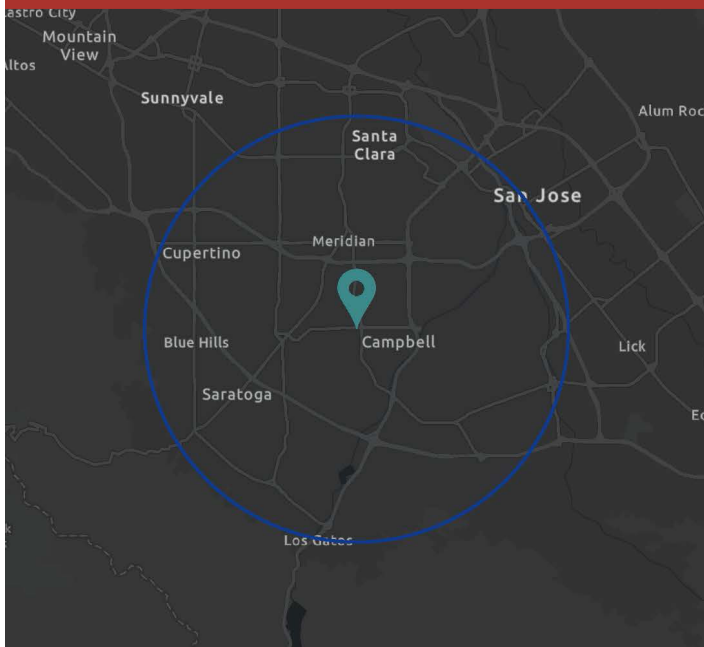 astro City
Mountain
View
Altos
Sunnyvale
Alum Roc
Santa
Clara
San Jose
Meridian
Cupertino
Blue Hills
Campbell
Lick
Saratoga
Ec
k
Los Gatos